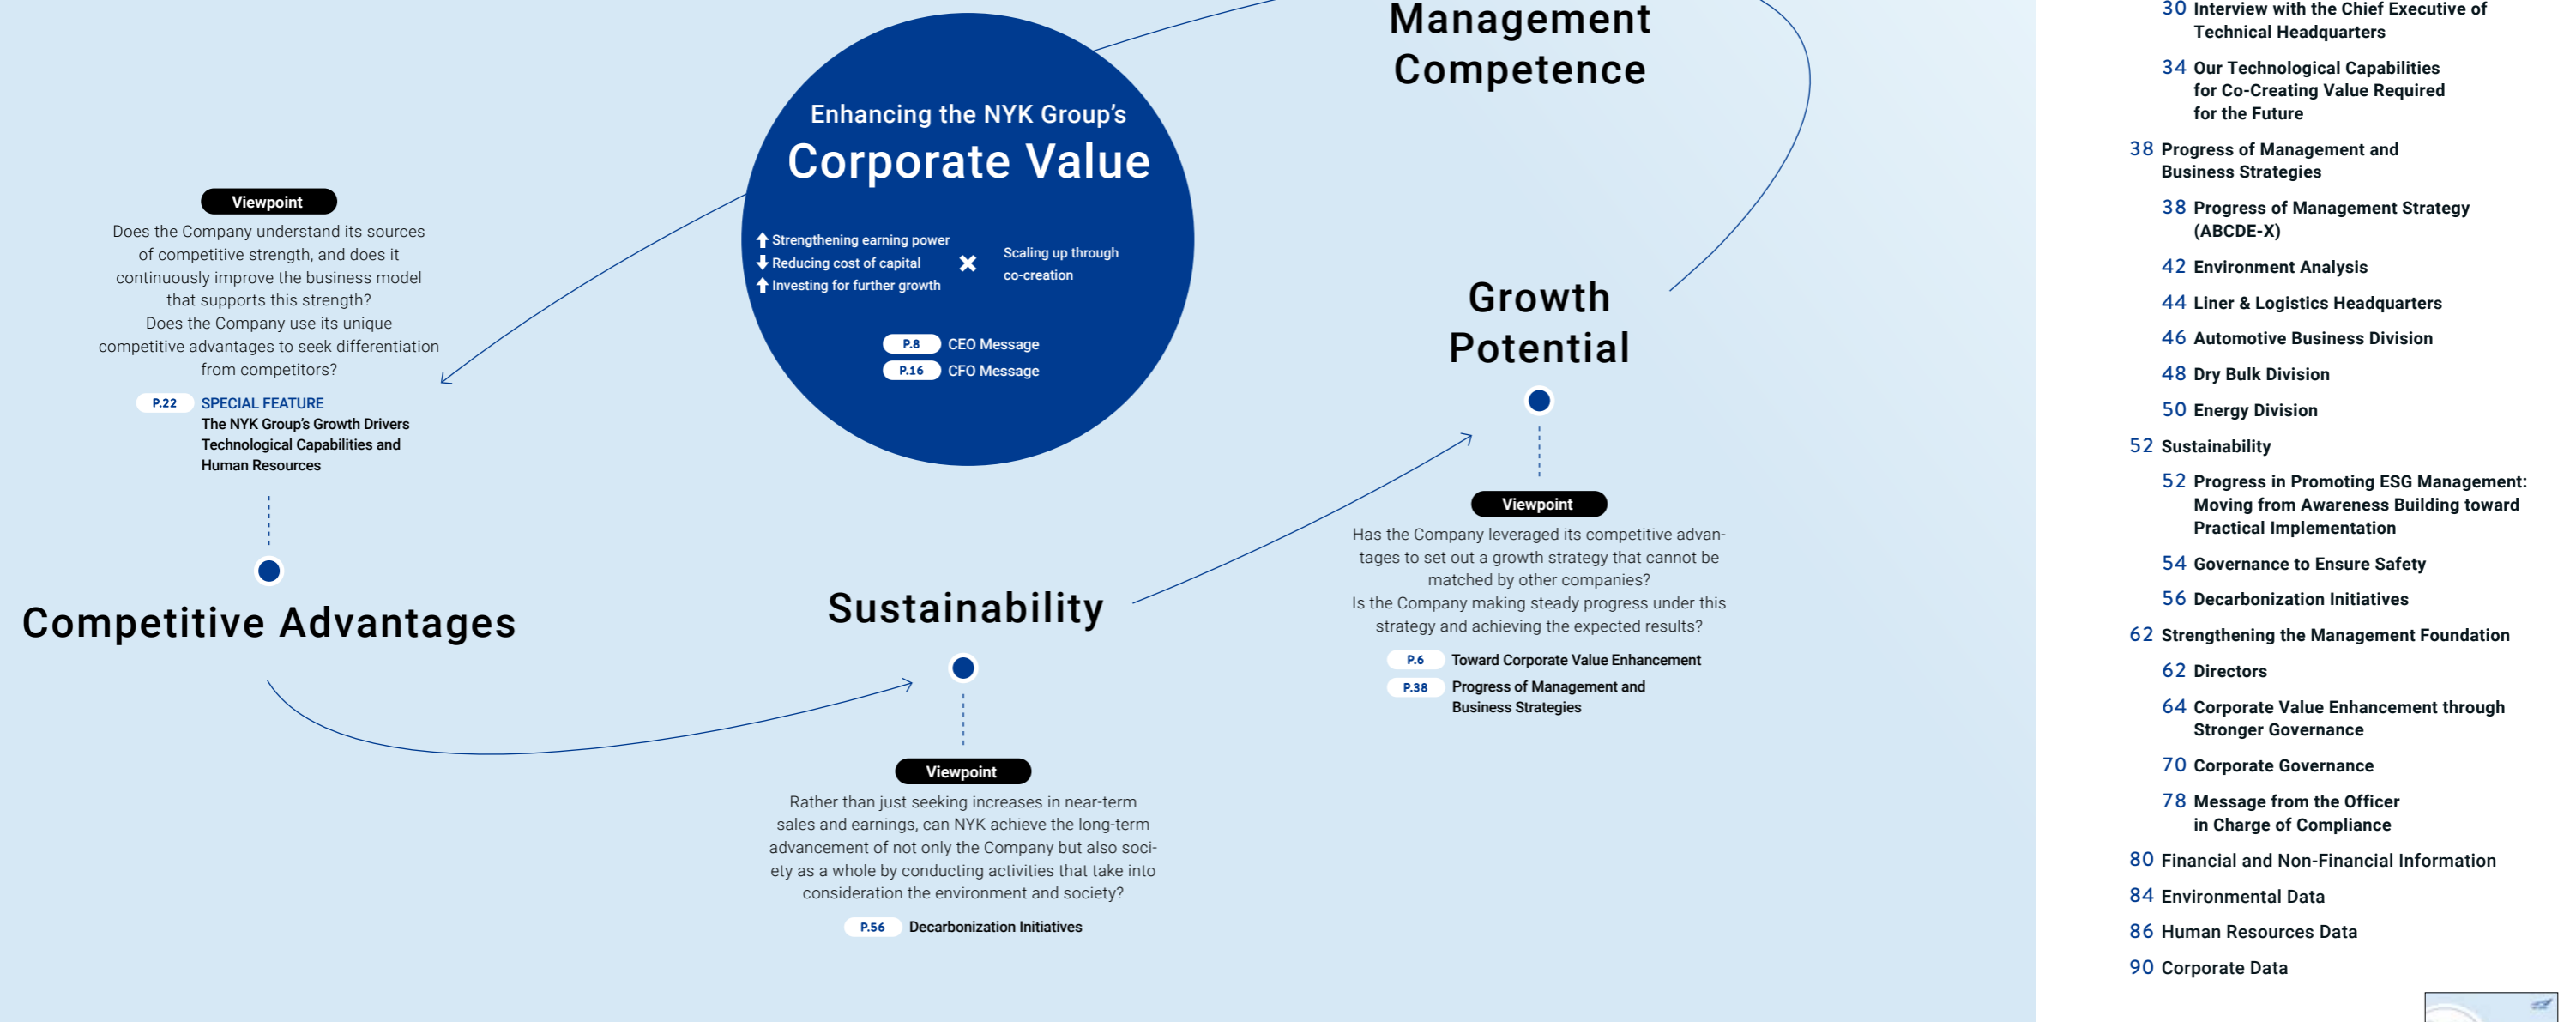 Management
Competence
Enhancing the NYK Group’s
Corporate Value
Strengthening earning power
Reducing cost of capital
Investing for further growth
Scaling up through
co-creation
P.8 CEO Message
P.16 CFO Message
Viewpoint
Does the Company understand its sources
of competitive strength, and does it
continuously improve the business model
that supports this strength?
Does the Company use its unique
competitive advantages to seek differentiation
from competitors?
P.22 SPECIAL FEATURE
The NYK Group’s Growth Drivers
Technological Capabilities and
Human Resources
Competitive Advantages
Sustainability
Viewpoint
Rather than just seeking increases in near-term
sales and earnings, can NYK achieve the long-term
advancement of not only the Company but also soci-
ety as a whole by conducting activities that take into
consideration the environment and society?
P.56 Decarbonization Initiatives
Growth
Potential
Viewpoint
Has the Company leveraged its competitive advan-
tages to set out a growth strategy that cannot be
matched by other companies?
Is the Company making steady progress under this
strategy and achieving the expected results?
P.6 Toward Corporate Value Enhancement
P.38 Progress of Management and
Business Strategies
30 Interview with the Chief Executive of
Technical Headquarters
34 Our Technological Capabilities
for Co-Creating Value Required
for the Future
38 Progress of Management and
Business Strategies
38 Progress of Management Strategy
(ABCDE-X)
42 Environment Analysis
44 Liner & Logistics Headquarters
46 Automotive Business Division
48 Dry Bulk Division
50 Energy Division
52 Sustainability
52 Progress in Promoting ESG Management:
Moving from Awareness Building toward
Practical Implementation
54 Governance to Ensure Safety
56 Decarbonization Initiatives
62 Strengthening the Management Foundation
62 Directors
64 Corporate Value Enhancement through
Stronger Governance
70 Corporate Governance
78 Message from the Officer
in Charge of Compliance
80 Financial and Non-Financial Information
84 Environmental Data
86 Human Resources Data
90 Corporate Data